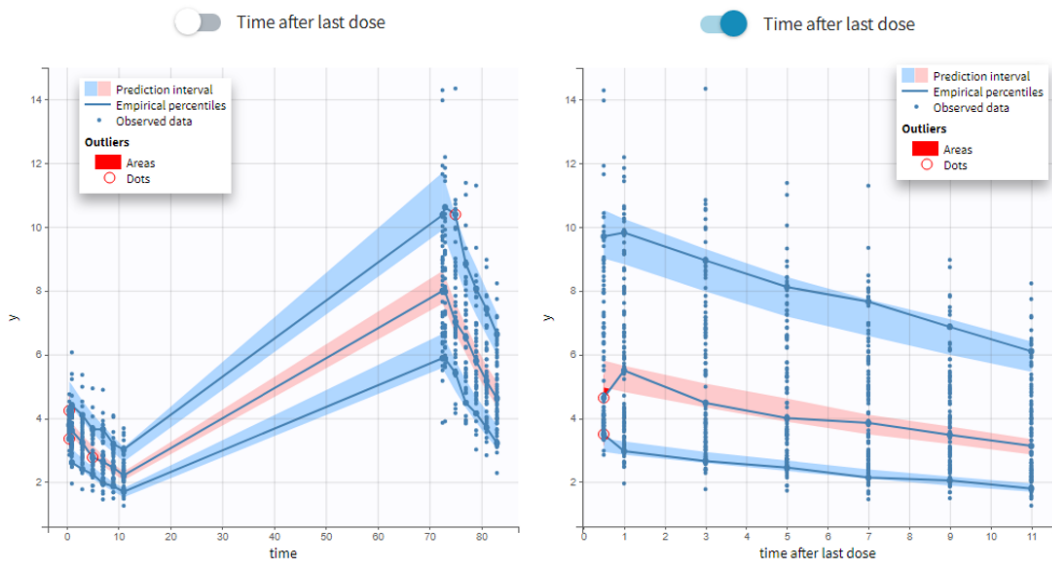 Time after last dose
Time after last dose
Prediction interval
Empirical percentiles
Observed data
Outliers
Areas
Dots
14
12
10
8
6
4
2
y
0
10
20
30
40
50
60
70
80
time
Prediction interval
Empirical percentiles
Observed data
Outliers
Areas
Dots
14
12
10
8
6
4
2
y
0
1
2
3
4
5
6
7
8
9
10
11
time after last dose